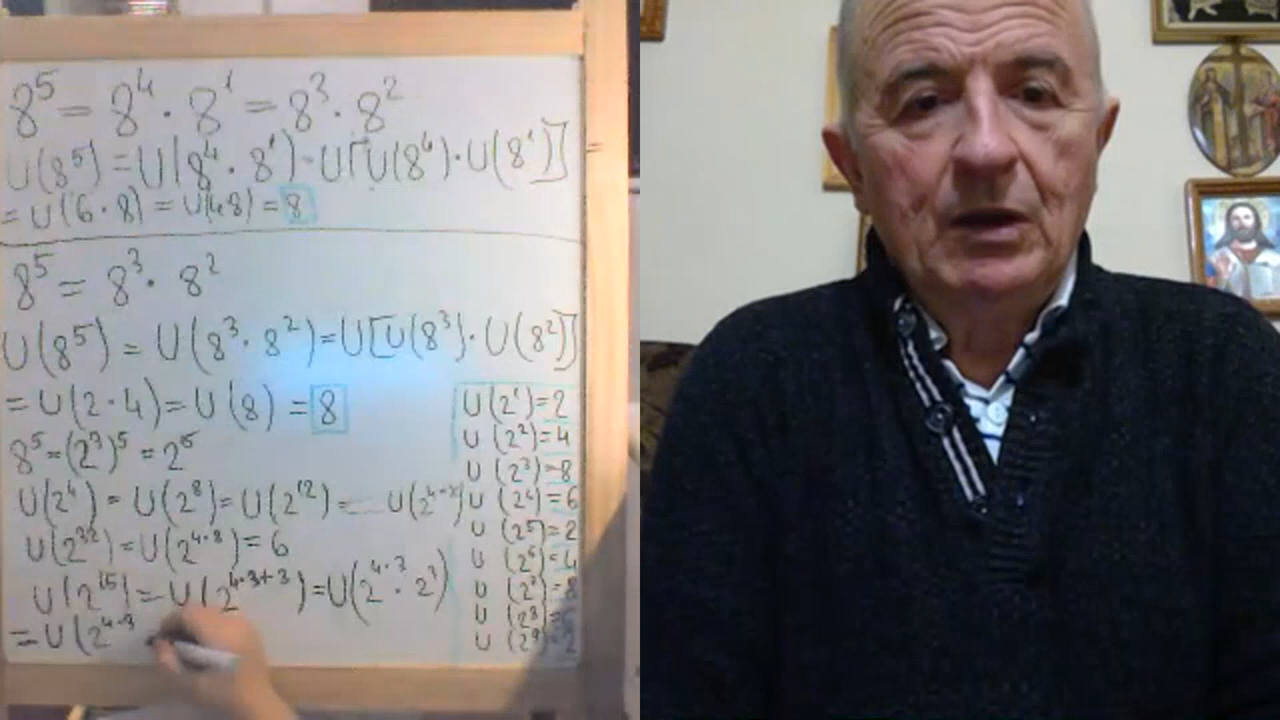 8⁵ = 8⁴ · 8¹ = 8³ · 8²
U(8⁵) = U(8⁴ · 8¹) = U[U(8⁴) · U(8¹)]
= U(6 · 8) = U(48) = 8
8⁵ = 8³ · 8²
U(8⁵) = U(8³ · 8²) = U[U(8³) · U(8²)]
= U(2 · 4) = U(8) = 8
8⁵ = (2³)⁵ = 2¹⁵
U(2⁴) = U(2⁸) = U(2¹²) =
U(2³²) = U(2⁴·⁸) = 6
U(2¹⁵) = U(2⁴·³⁺³) = U(2⁴·³ · 2³)
= U(2⁴·³
U(2¹) = 2
U(2²) = 4
U(2³) = 8
U(2⁴) = 6
U(2⁵) = 2
U(2⁶) = 4
U(2⁷) = 8
U(2⁸) =
U(2⁹) = 2